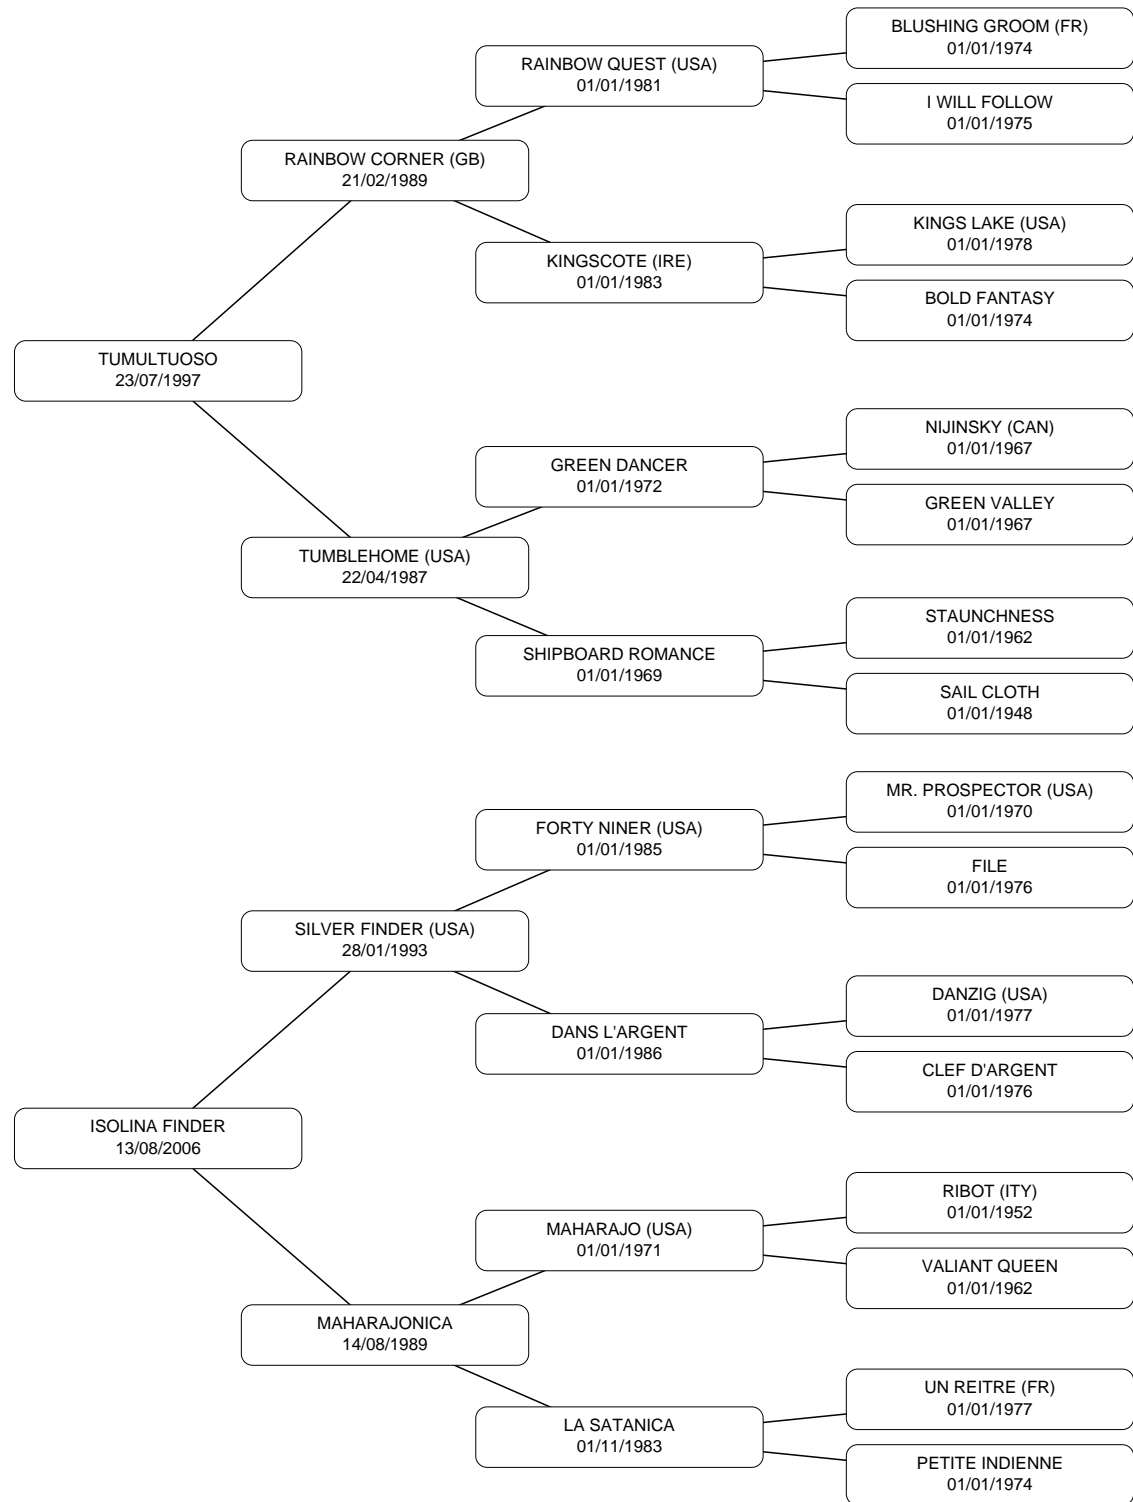 BLUSHING GROOM (FR)
01/01/1974
RAINBOW QUEST (USA)
01/01/1981
I WILL FOLLOW
01/01/1975
RAINBOW CORNER (GB)
21/02/1989
KINGS LAKE (USA)
01/01/1978
KINGSCOTE (IRE)
01/01/1983
BOLD FANTASY
01/01/1974
TUMULTUOSO
23/07/1997
NIJINSKY (CAN)
01/01/1967
GREEN DANCER
01/01/1972
GREEN VALLEY
01/01/1967
TUMBLEHOME (USA)
22/04/1987
STAUNCHNESS
01/01/1962
SHIPBOARD ROMANCE
01/01/1969
SAIL CLOTH
01/01/1948
MR. PROSPECTOR (USA)
01/01/1970
FORTY NINER (USA)
01/01/1985
FILE
01/01/1976
SILVER FINDER (USA)
28/01/1993
DANZIG (USA)
01/01/1977
DANS L'ARGENT
01/01/1986
CLEF D'ARGENT
01/01/1976
ISOLINA FINDER
13/08/2006
RIBOT (ITY)
01/01/1952
MAHARAJO (USA)
01/01/1971
VALIANT QUEEN
01/01/1962
MAHARAJONICA
14/08/1989
UN REITRE (FR)
01/01/1977
LA SATANICA
01/11/1983
PETITE INDIENNE
01/01/1974